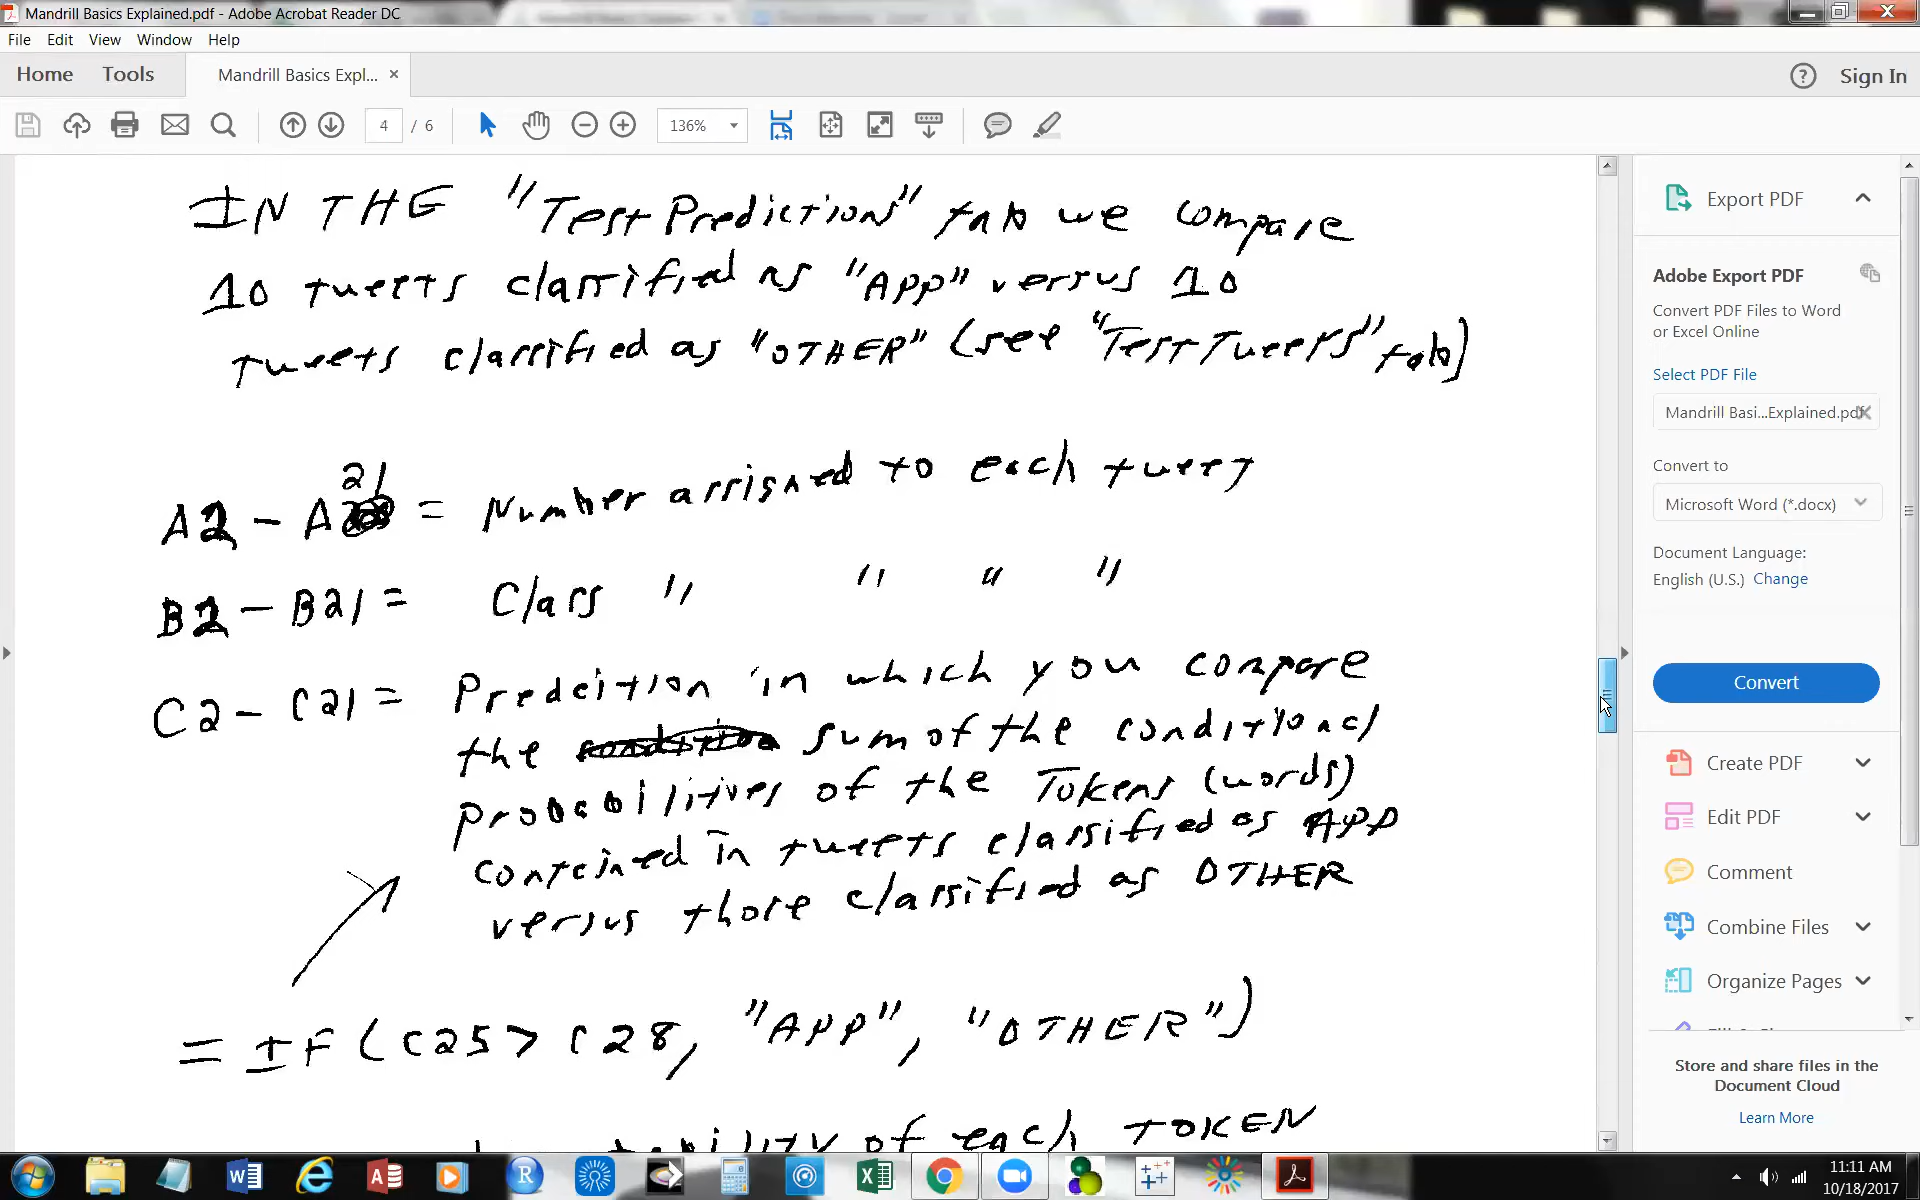 Mandrill Basics Explained.pdf - Adobe Acrobat Reader DC
File Edit View Window Help
Home Tools Mandrill Basics Expl... × ? Sign In
4 / 6 136%
IN THE "TestPrediction" tab we compare
10 tweets classified as "APP" versus 10
tweets classified as "OTHER" (see "TestTweets" tab)
21
A2 - A = Number assigned to each tweet
B2 - B21 = Class " " " "
C2 - C21 = Predcition in which you compare
the sum of the conditional
probabilities of the Tokens (words)
contained in tweets classified as APP
versus those classified as OTHER
= IF(C25 > C28, "APP", "OTHER")
of each TOKEN
Export PDF
Adobe Export PDF
Convert PDF Files to Word
or Excel Online
Select PDF File
Mandrill Basi...Explained.pdf
Convert to
Microsoft Word (*.docx)
Document Language:
English (U.S.) Change
Convert
Create PDF
Edit PDF
Comment
Combine Files
Organize Pages
Store and share files in the
Document Cloud
Learn More
11:11 AM
10/18/2017